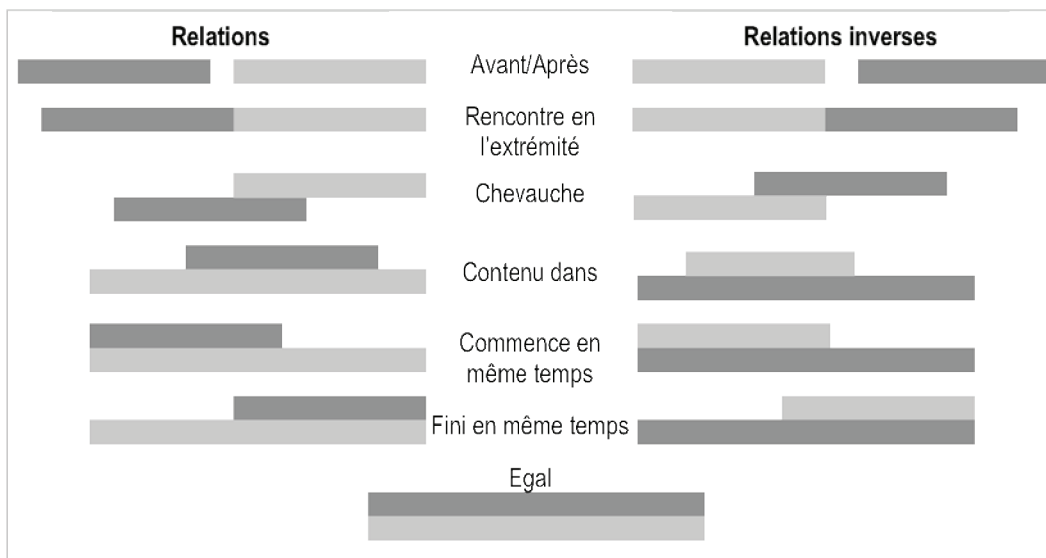 Relations
Relations inverses
Avant/Après
Rencontre en
l'extrémité
Chevauche
Contenu dans
Commence en
même temps
Fini en même temps
Egal